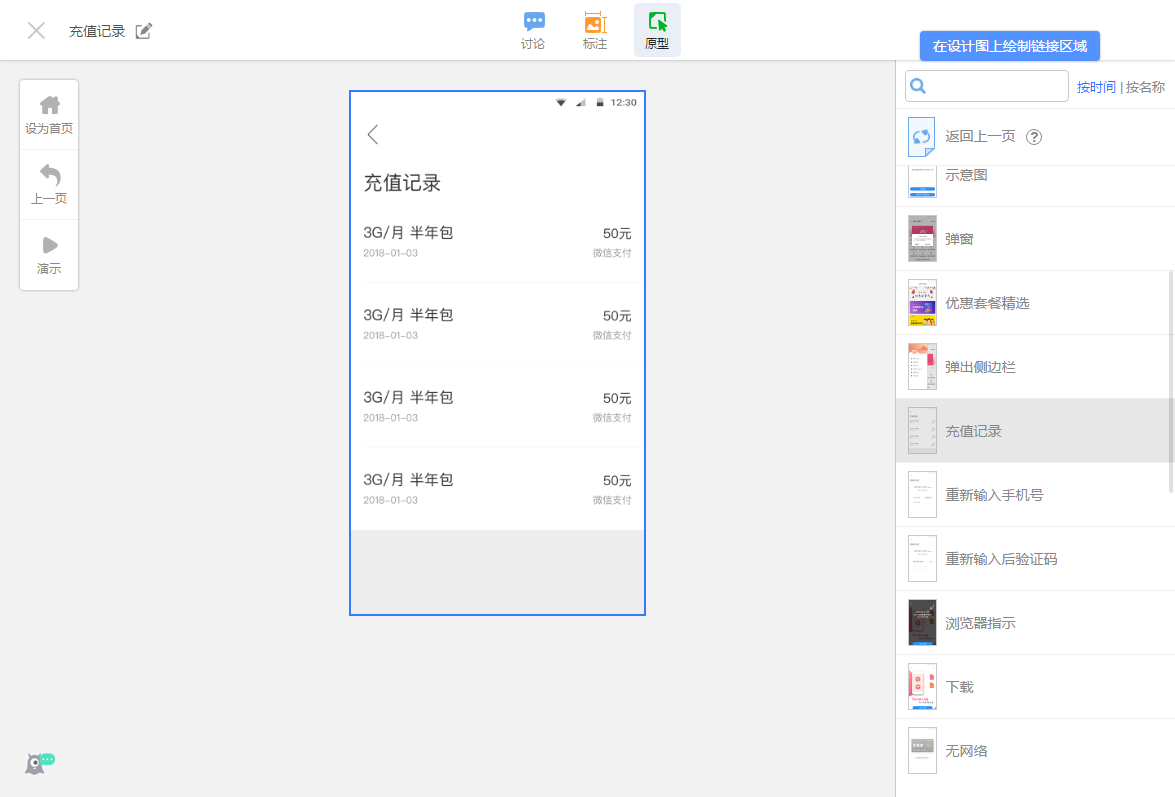 充值记录
讨论
标注
原型
在设计图上绘制链接区域
设为首页
上一页
演示
12:30
充值记录
3G/月 半年包 50元
2018-01-03 微信支付
3G/月 半年包 50元
2018-01-03 微信支付
3G/月 半年包 50元
2018-01-03 微信支付
3G/月 半年包 50元
2018-01-03 微信支付
按时间 | 按名称
返回上一页 ?
示意图
弹窗
优惠套餐精选
弹出侧边栏
充值记录
重新输入手机号
重新输入后验证码
浏览器指示
下载
无网络